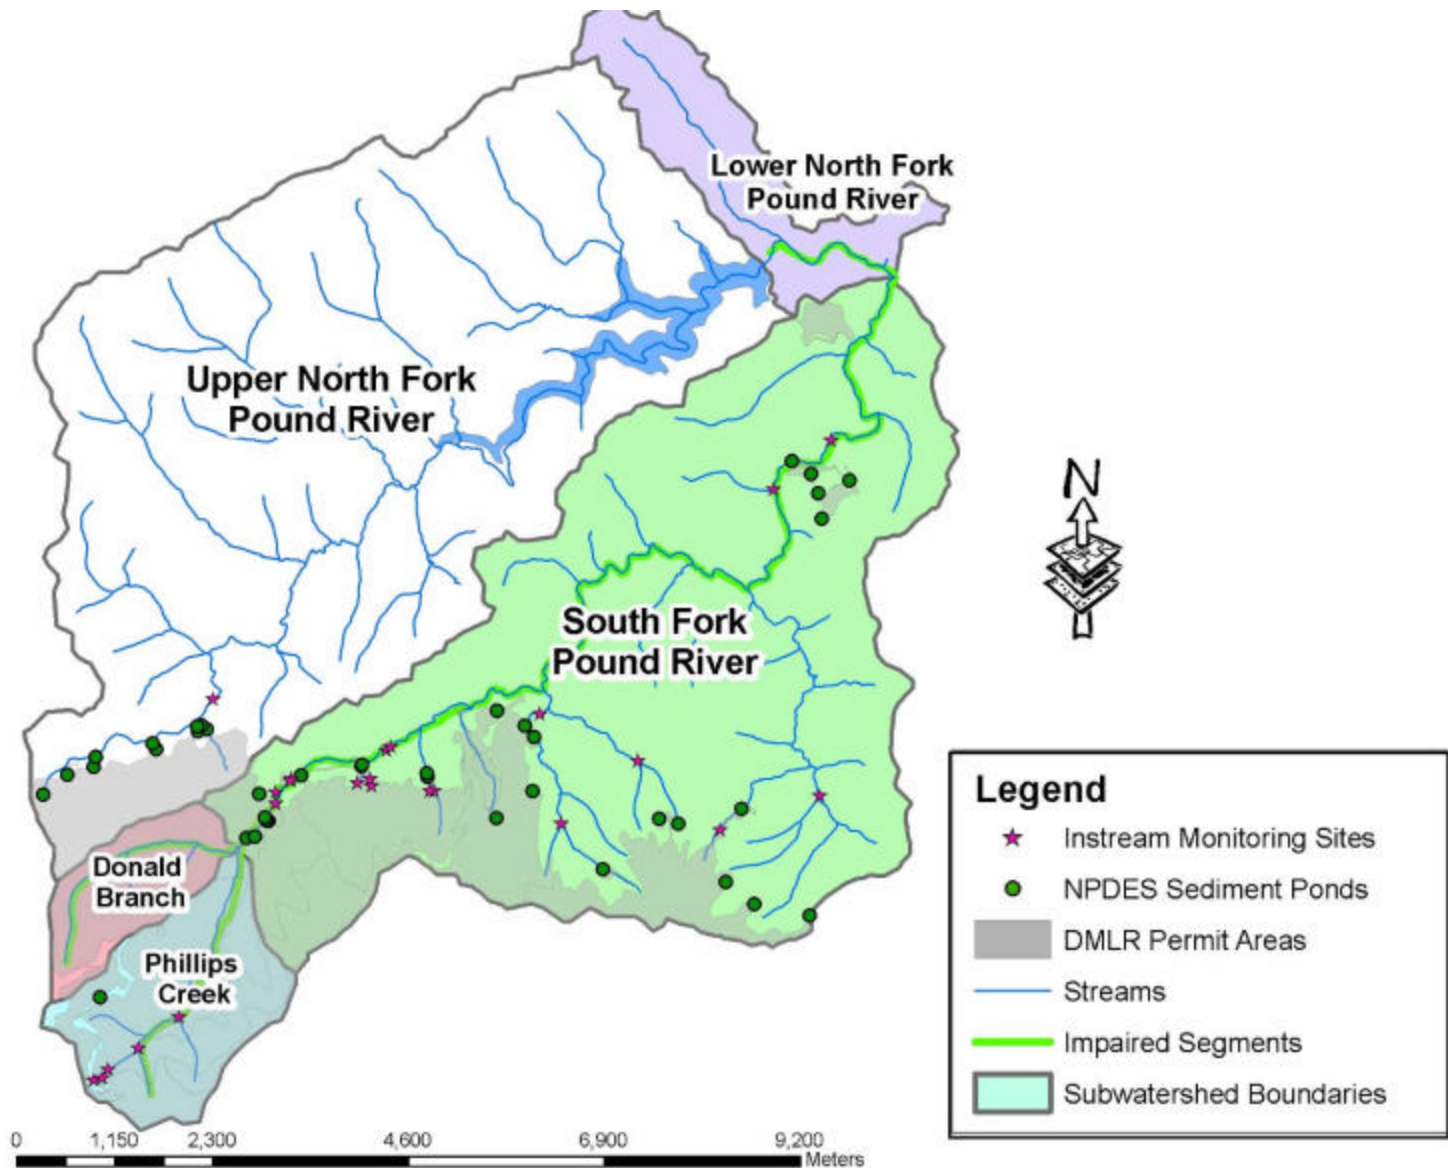 Lower North Fork
Pound River
Upper North Fork
Pound River
N
South Fork
Pound River
Donald
Branch
Phillips
Creek
Legend
Instream Monitoring Sites
NPDES Sediment Ponds
DMLR Permit Areas
Streams
Impaired Segments
Subwatershed Boundaries
0 1,150 2,300 4,600 6,900 9,200
Meters